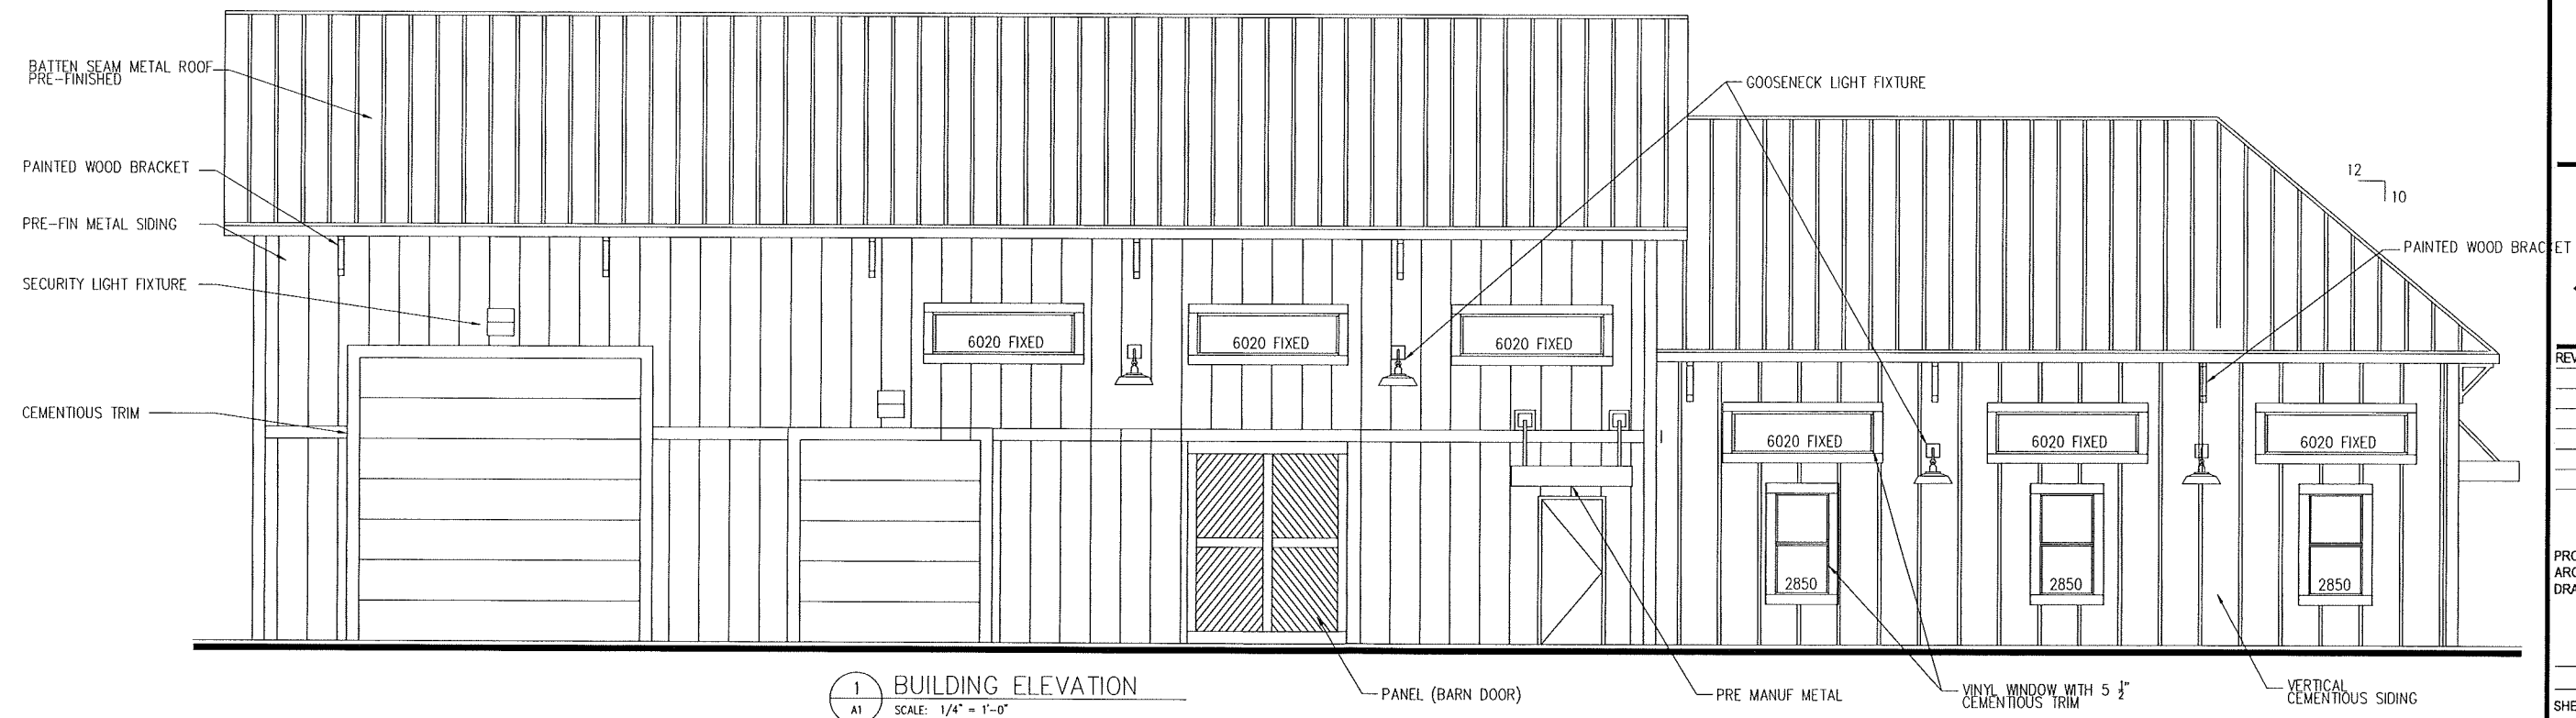 BATTEN SEAM METAL ROOF
PRE-FINISHED
PAINTED WOOD BRACKET
PRE-FIN METAL SIDING
SECURITY LIGHT FIXTURE
CEMENTIOUS TRIM
GOOSENECK LIGHT FIXTURE
12
10
PAINTED WOOD BRACKET
6020 FIXED
6020 FIXED
6020 FIXED
6020 FIXED
6020 FIXED
6020 FIXED
2850
2850
2850
1
A1
BUILDING ELEVATION
SCALE: 1/4" = 1'-0"
PANEL (BARN DOOR)
PRE MANUF METAL
VINYL WINDOW WITH 5 1/2"
CEMENTIOUS TRIM
VERTICAL
CEMENTIOUS SIDING
REV
PRO
ARC
DRA
SHE